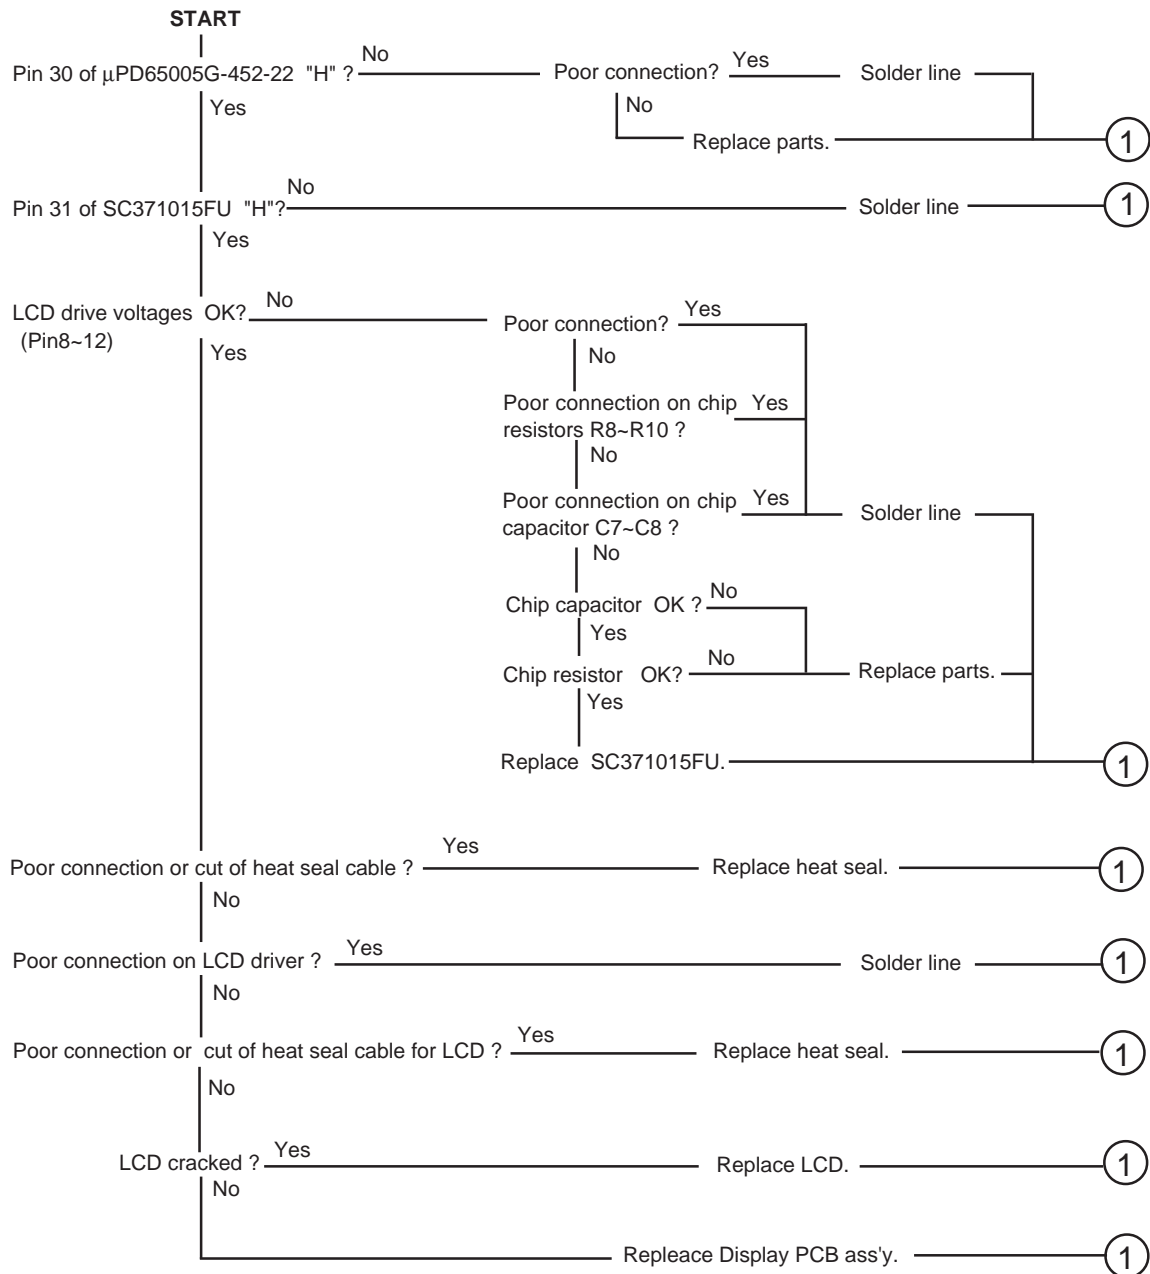 START
Pin 30 of µPD65005G-452-22 "H" ?
No
Poor connection?
Yes
Solder line
Yes
No
Replace parts.
1
Pin 31 of SC371015FU "H"?
No
Solder line
1
Yes
LCD drive voltages OK?
(Pin8~12)
No
Yes
Poor connection?
Yes
No
Poor connection on chip
resistors R8~R10 ?
Yes
No
Poor connection on chip
capacitor C7~C8 ?
Yes
Solder line
No
Chip capacitor OK ?
No
Yes
Chip resistor OK?
No
Replace parts.
Yes
Replace SC371015FU.
1
Poor connection or cut of heat seal cable ?
Yes
Replace heat seal.
1
No
Poor connection on LCD driver ?
Yes
Solder line
1
No
Poor connection or cut of heat seal cable for LCD ?
Yes
Replace heat seal.
1
No
LCD cracked ?
Yes
Replace LCD.
1
No
Repleace Display PCB ass'y.
1